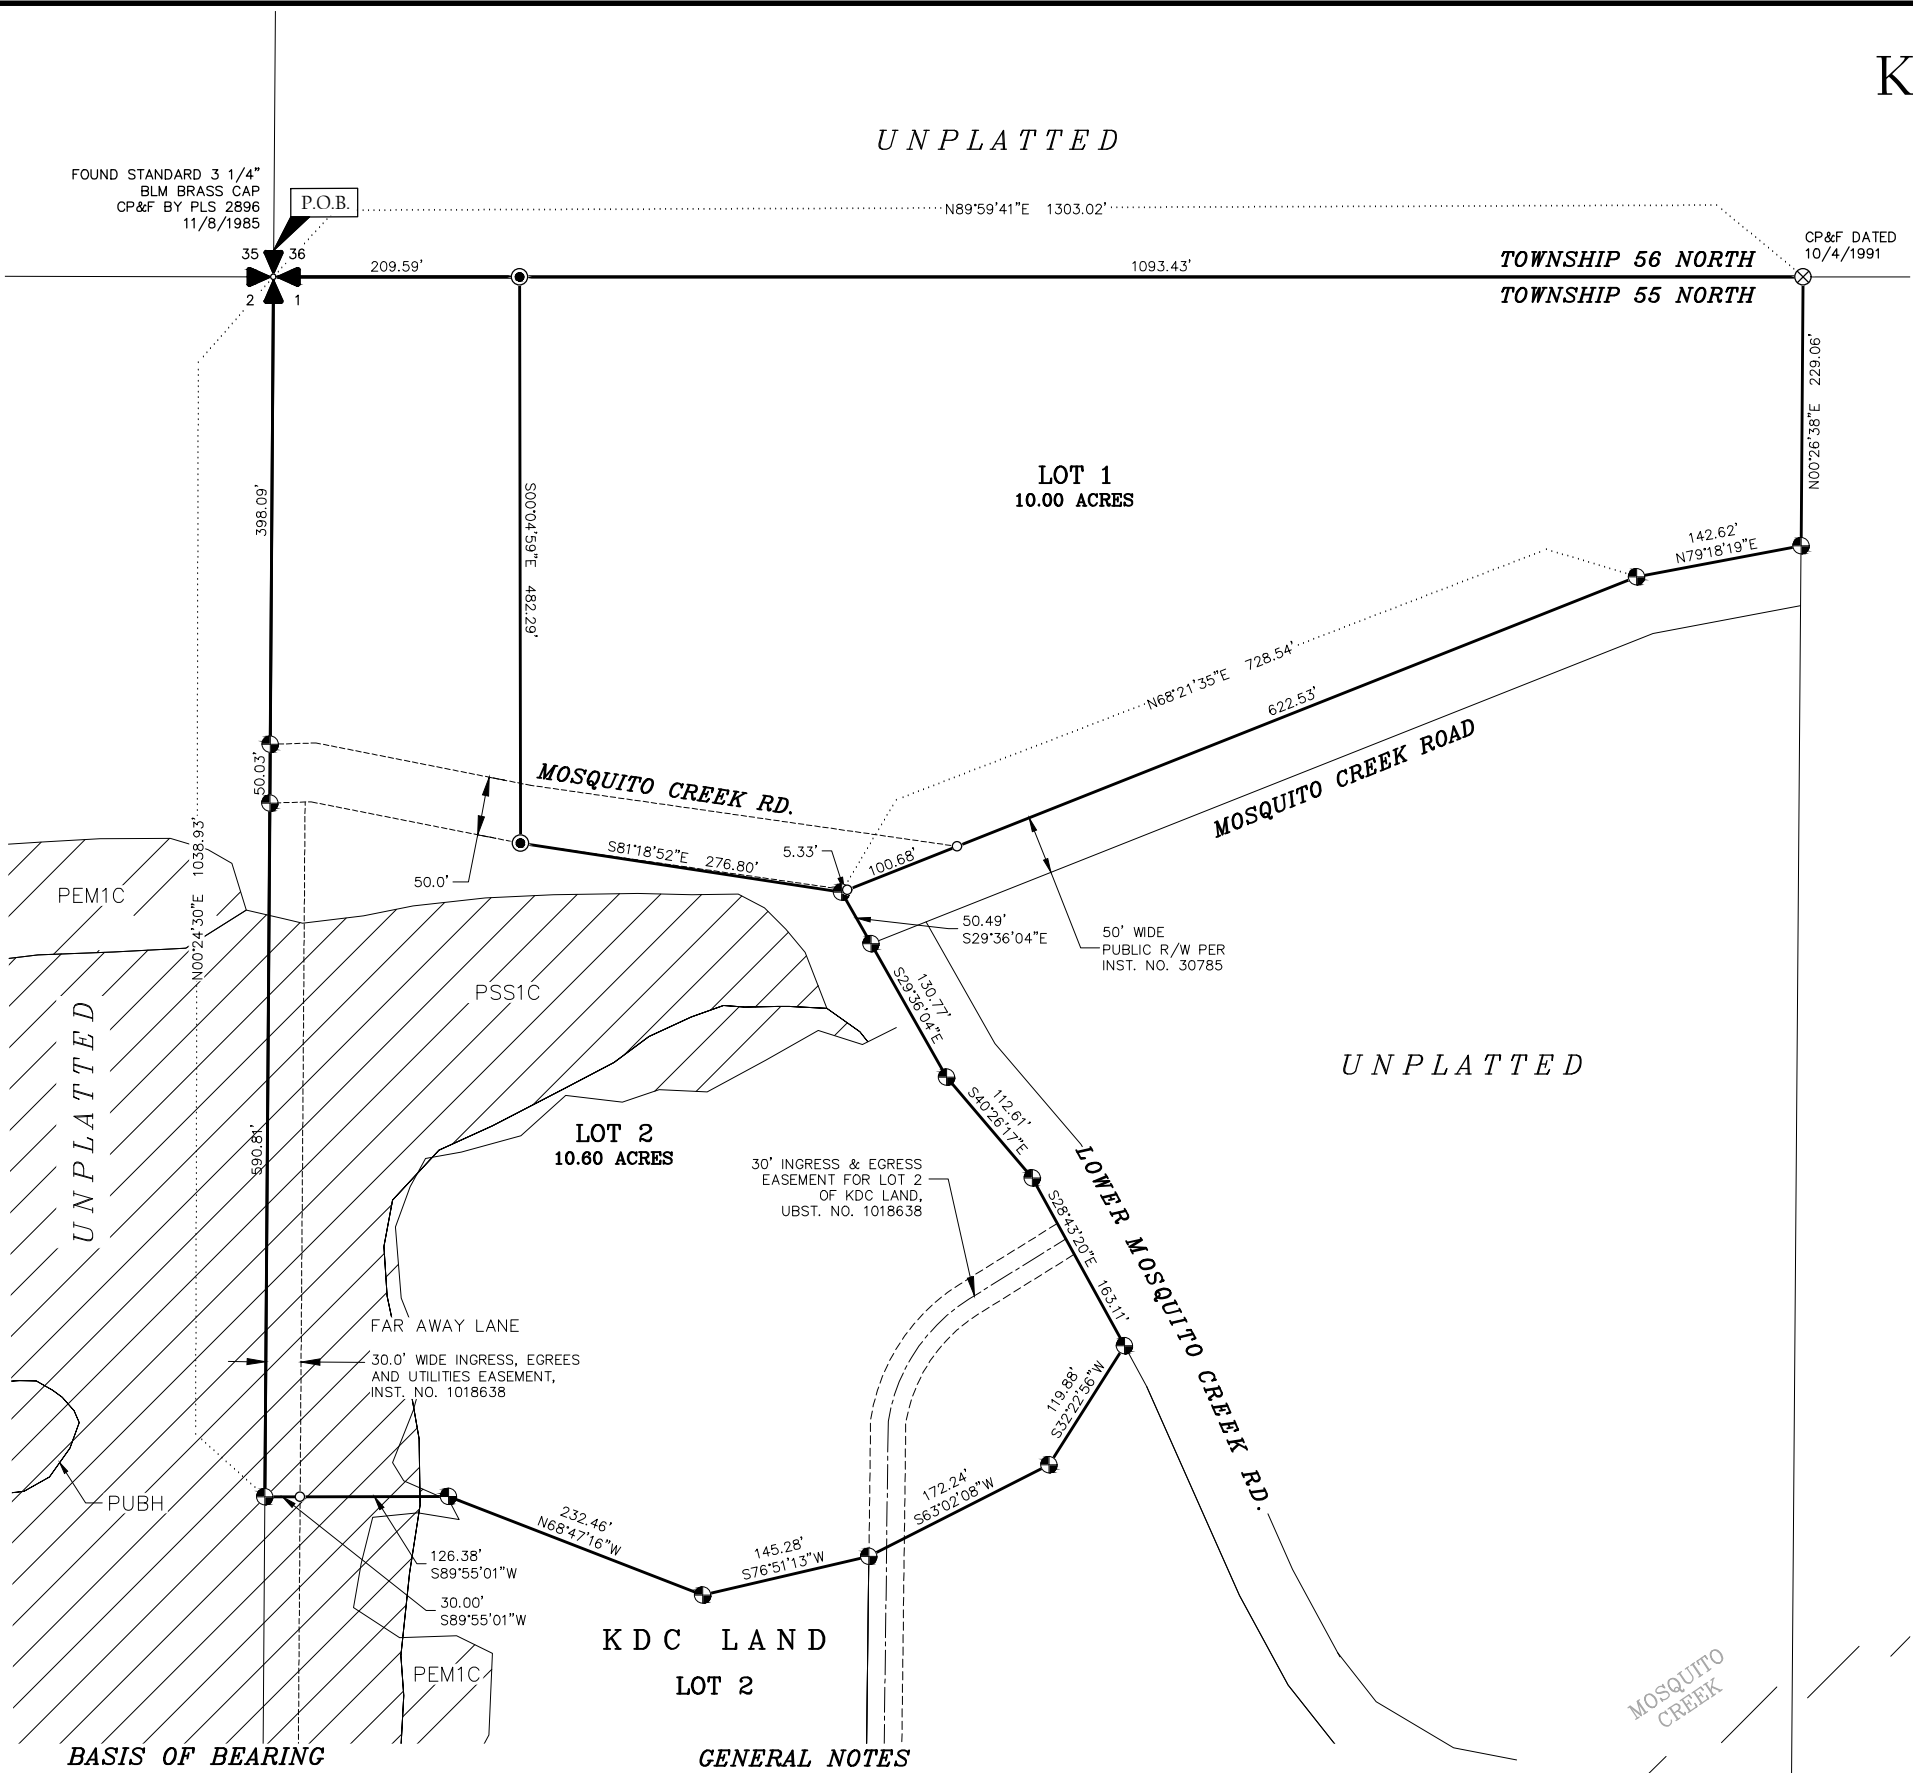 K
UNPLATTED
FOUND STANDARD 3 1/4"
BLM BRASS CAP
CP&F BY PLS 2896
11/8/1985
P.O.B.
N89°59'41"E 1303.02'
CP&F DATED
10/4/1991
35 36
2 1
209.59'
1093.43'
TOWNSHIP 56 NORTH
TOWNSHIP 55 NORTH
N00°26'38"E 229.06'
398.09'
S00°04'59"E 482.29'
LOT 1
10.00 ACRES
142.62'
N79°18'19"E
N68°21'35"E 728.54'
622.53'
MOSQUITO CREEK ROAD
50.03'
MOSQUITO CREEK RD.
N00°24'30"E 1038.93'
S81°18'52"E 276.80'
5.33'
100.68'
50.0'
PEM1C
50.49'
S29°36'04"E
50' WIDE
PUBLIC R/W PER
INST. NO. 30785
PSS1C
130.77'
S29°36'04"E
UNPLATTED
UNPLATTED
590.81'
LOT 2
10.60 ACRES
112.61'
S40°26'17"E
30' INGRESS & EGRESS
EASEMENT FOR LOT 2
OF KDC LAND,
UBST. NO. 1018638
S28°43'20"E 163.11'
LOWER MOSQUITO CREEK RD.
FAR AWAY LANE
30.0' WIDE INGRESS, EGREES
AND UTILITIES EASEMENT,
INST. NO. 1018638
119.88'
S32°22'56"W
172.24'
S63°02'08"W
PUBH
232.46'
N68°47'16"W
145.28'
S76°51'13"W
126.38'
S89°55'01"W
30.00'
S89°55'01"W
KDC LAND
LOT 2
PEM1C
MOSQUITO
CREEK
BASIS OF BEARING
GENERAL NOTES